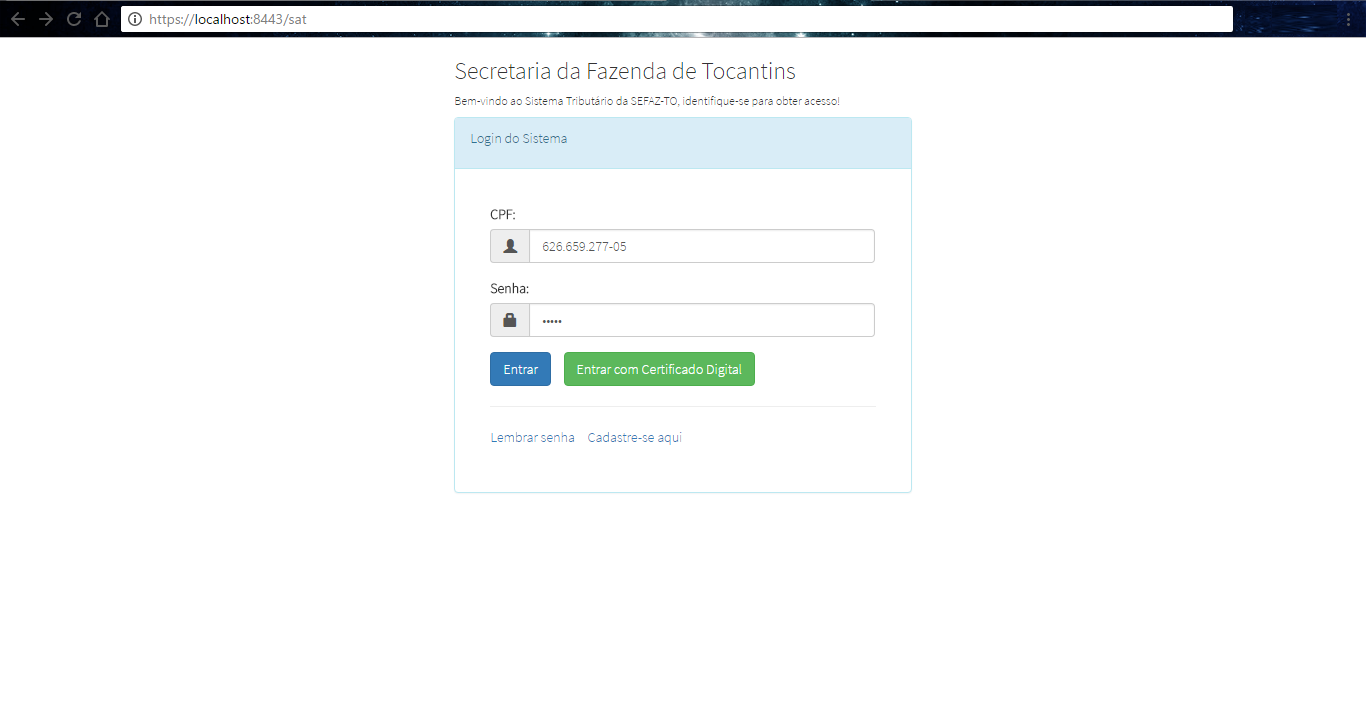 https://localhost:8443/sat
Secretaria da Fazenda de Tocantins
Bem-vindo ao Sistema Tributário da SEFAZ-TO, identifique-se para obter acesso!
Login do Sistema
CPF:
626.659.277-05
Senha:
•••••
Entrar Entrar com Certificado Digital
Lembrar senha Cadastre-se aqui